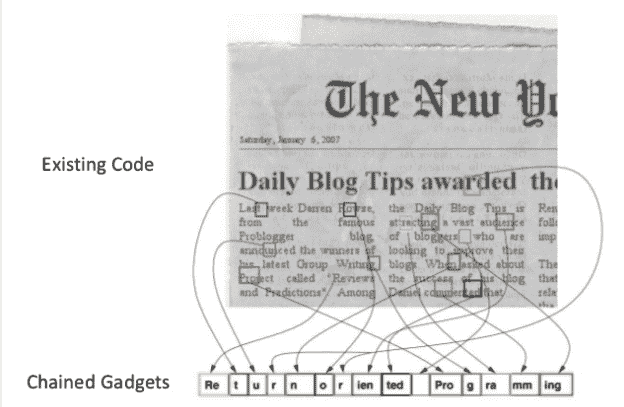 The New Yo
Saturday, January 6, 2007
Existing Code
Daily Blog Tips awarded the
Last week Darren Rowse,
from the famous
Problogger blog,
announced the winners of
his latest Group Writing
Project called "Reviews
and Predictions". Among
the Daily Blog Tips is
attracting a vast audience
of bloggers who are
looking to improve their
blogs. When asked about
the success of his blog
Daniel commented that
Ren
follo
imp
The
that
rela
the
Chained Gadgets
Re t u r n o r ien ted Pro g ra mm ing